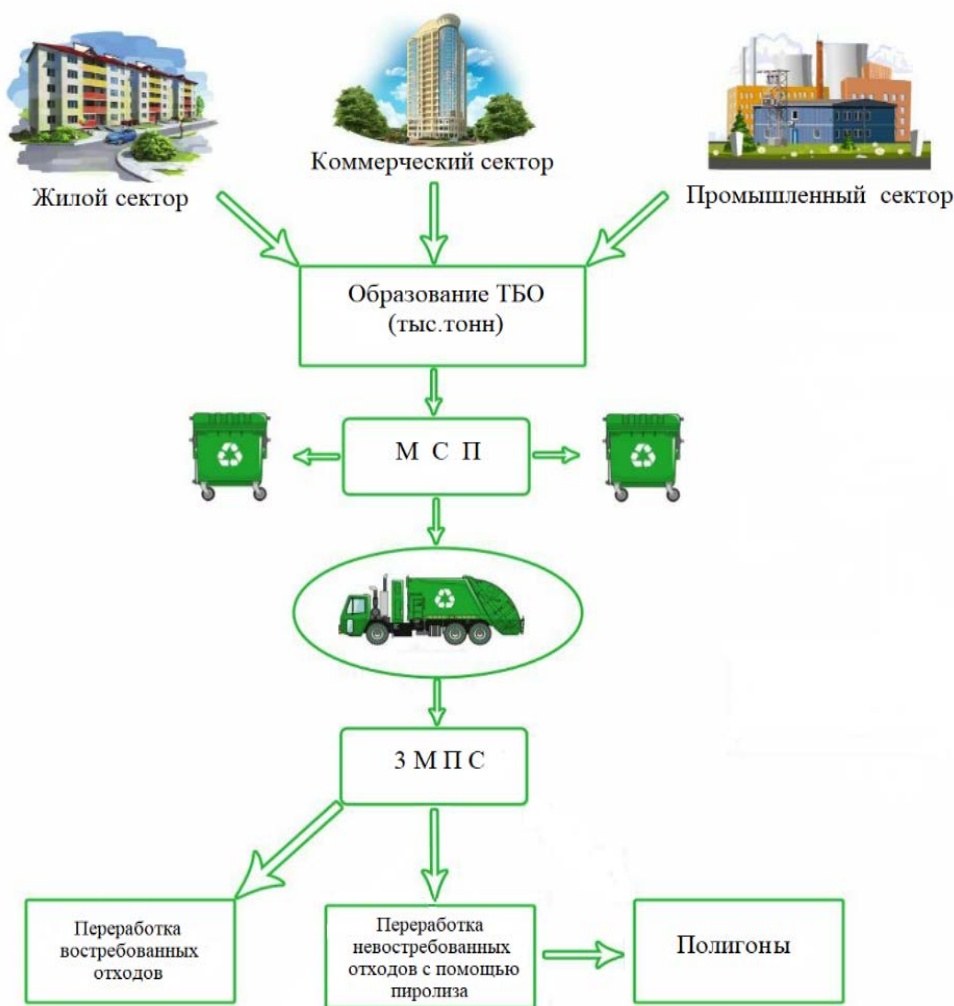 Коммерческий сектор
Жилой сектор
Промышленный сектор
Образование ТБО
(тыс.тонн)
М С П
З М П С
Переработка
востребованных
отходов
Переработка
невостребованных
отходов с помощью
пиролиза
Полигоны